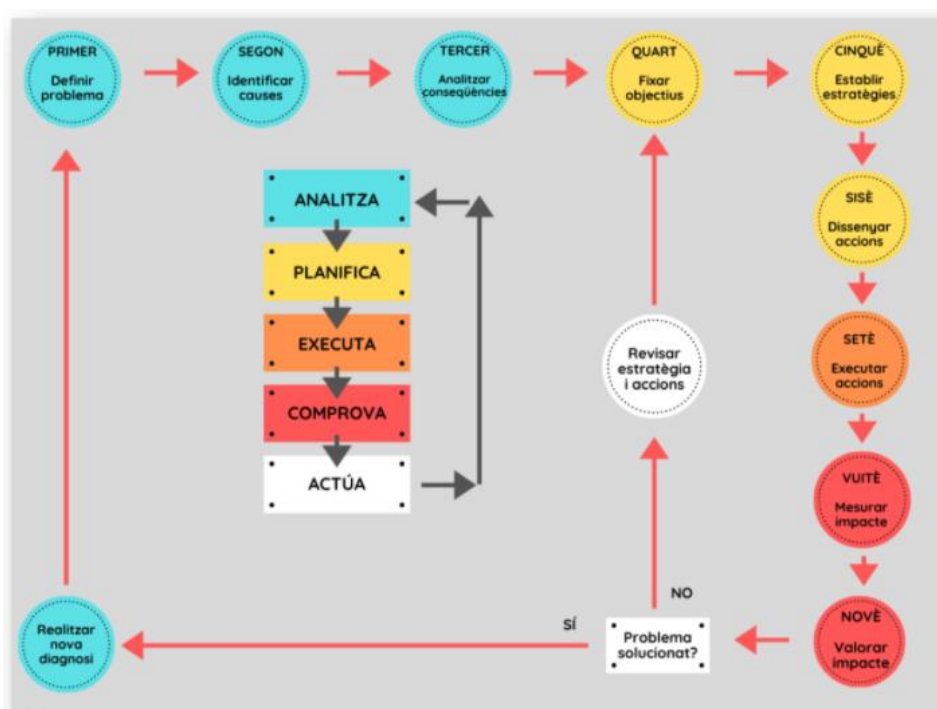 PRIMER
Definir
problema
SEGON
Identificar
causes
TERCER
Analitzar
conseqüències
QUART
Fixar
objectius
CINQUÈ
Establir
estratègies
ANALITZA
PLANIFICA
EXECUTA
COMPROVA
ACTÚA
SISÈ
Dissenyar
accions
SETÈ
Executar
accions
Revisar
estratègia
i accions
VUITÈ
Mesurar
impacte
NOVÈ
Valorar
impacte
NO
Problema
solucionat?
SÍ
Realitzar
nova
diagnosi